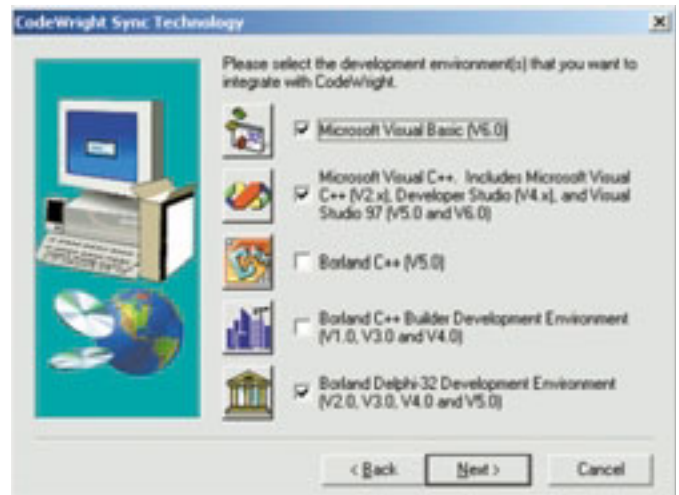 CodeWright Sync Technology
Please select the development environment(s) that you want to
integrate with CodeWright.
Microsoft Visual Basic (V6.0)
Microsoft Visual C++. Includes Microsoft Visual
C++ (V2.x), Developer Studio (V4.x), and Visual
Studio 97 (V5.0 and V6.0)
Borland C++ (V5.0)
Borland C++ Builder Development Environment
(V1.0, V3.0 and V4.0)
Borland Delphi-32 Development Environment
(V2.0, V3.0, V4.0 and V5.0)
< Back
Next >
Cancel